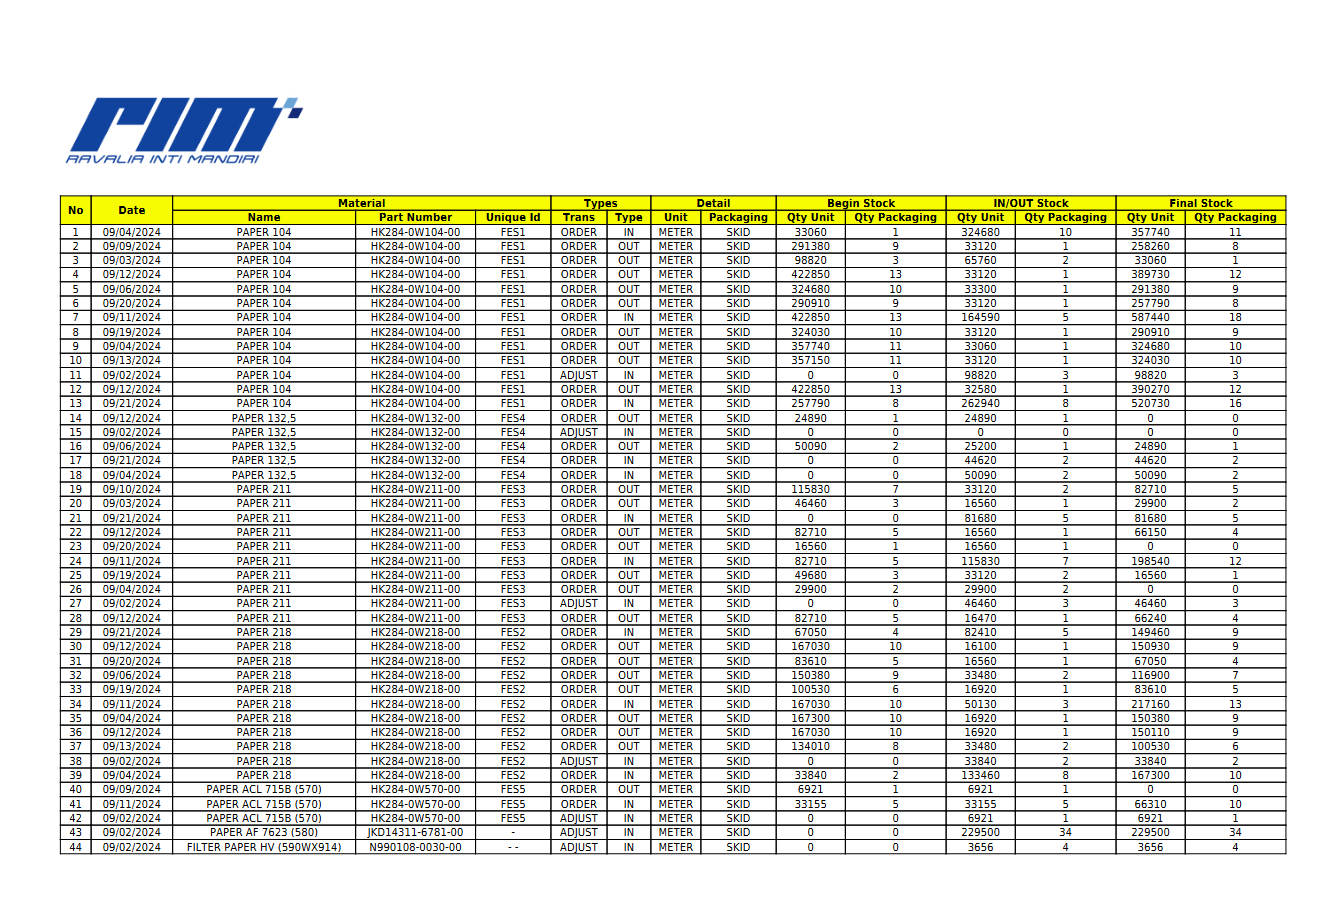 RIM
RAVALIA INTI MANDIRI
No Date Material Types Detail Begin Stock IN/OUT Stock Final Stock
Name Part Number Unique Id Trans Type Unit Packaging Qty Unit Qty Packaging Qty Unit Qty Packaging Qty Unit Qty Packaging
1 09/04/2024 PAPER 104 HK284-0W104-00 FES1 ORDER IN METER SKID 33060 1 324680 10 357740 11
2 09/09/2024 PAPER 104 HK284-0W104-00 FES1 ORDER OUT METER SKID 291380 9 33120 1 258260 8
3 09/03/2024 PAPER 104 HK284-0W104-00 FES1 ORDER OUT METER SKID 98820 3 65760 2 33060 1
4 09/12/2024 PAPER 104 HK284-0W104-00 FES1 ORDER OUT METER SKID 422850 13 33120 1 389730 12
5 09/06/2024 PAPER 104 HK284-0W104-00 FES1 ORDER OUT METER SKID 324680 10 33300 1 291380 9
6 09/20/2024 PAPER 104 HK284-0W104-00 FES1 ORDER OUT METER SKID 290910 9 33120 1 257790 8
7 09/11/2024 PAPER 104 HK284-0W104-00 FES1 ORDER IN METER SKID 422850 13 164590 5 587440 18
8 09/19/2024 PAPER 104 HK284-0W104-00 FES1 ORDER OUT METER SKID 324030 10 33120 1 290910 9
9 09/04/2024 PAPER 104 HK284-0W104-00 FES1 ORDER OUT METER SKID 357740 11 33060 1 324680 10
10 09/13/2024 PAPER 104 HK284-0W104-00 FES1 ORDER OUT METER SKID 357150 11 33120 1 324030 10
11 09/02/2024 PAPER 104 HK284-0W104-00 FES1 ADJUST IN METER SKID 0 0 98820 3 98820 3
12 09/12/2024 PAPER 104 HK284-0W104-00 FES1 ORDER OUT METER SKID 422850 13 32580 1 390270 12
13 09/21/2024 PAPER 104 HK284-0W104-00 FES1 ORDER IN METER SKID 257790 8 262940 8 520730 16
14 09/12/2024 PAPER 132,5 HK284-0W132-00 FES4 ORDER OUT METER SKID 24890 1 24890 1 0 0
15 09/02/2024 PAPER 132,5 HK284-0W132-00 FES4 ADJUST IN METER SKID 0 0 0 0 0 0
16 09/06/2024 PAPER 132,5 HK284-0W132-00 FES4 ORDER OUT METER SKID 50090 2 25200 1 24890 1
17 09/21/2024 PAPER 132,5 HK284-0W132-00 FES4 ORDER IN METER SKID 0 0 44620 2 44620 2
18 09/04/2024 PAPER 132,5 HK284-0W132-00 FES4 ORDER IN METER SKID 0 0 50090 2 50090 2
19 09/10/2024 PAPER 211 HK284-0W211-00 FES3 ORDER OUT METER SKID 115830 7 33120 2 82710 5
20 09/03/2024 PAPER 211 HK284-0W211-00 FES3 ORDER OUT METER SKID 46460 3 16560 1 29900 2
21 09/21/2024 PAPER 211 HK284-0W211-00 FES3 ORDER IN METER SKID 0 0 81680 5 81680 5
22 09/12/2024 PAPER 211 HK284-0W211-00 FES3 ORDER OUT METER SKID 82710 5 16560 1 66150 4
23 09/20/2024 PAPER 211 HK284-0W211-00 FES3 ORDER OUT METER SKID 16560 1 16560 1 0 0
24 09/11/2024 PAPER 211 HK284-0W211-00 FES3 ORDER IN METER SKID 82710 5 115830 7 198540 12
25 09/19/2024 PAPER 211 HK284-0W211-00 FES3 ORDER OUT METER SKID 49680 3 33120 2 16560 1
26 09/04/2024 PAPER 211 HK284-0W211-00 FES3 ORDER OUT METER SKID 29900 2 29900 2 0 0
27 09/02/2024 PAPER 211 HK284-0W211-00 FES3 ADJUST IN METER SKID 0 0 46460 3 46460 3
28 09/12/2024 PAPER 211 HK284-0W211-00 FES3 ORDER OUT METER SKID 82710 5 16470 1 66240 4
29 09/21/2024 PAPER 218 HK284-0W218-00 FES2 ORDER IN METER SKID 67050 4 82410 5 149460 9
30 09/12/2024 PAPER 218 HK284-0W218-00 FES2 ORDER OUT METER SKID 167030 10 16100 1 150930 9
31 09/20/2024 PAPER 218 HK284-0W218-00 FES2 ORDER OUT METER SKID 83610 5 16560 1 67050 4
32 09/06/2024 PAPER 218 HK284-0W218-00 FES2 ORDER OUT METER SKID 150380 9 33480 2 116900 7
33 09/19/2024 PAPER 218 HK284-0W218-00 FES2 ORDER OUT METER SKID 100530 6 16920 1 83610 5
34 09/11/2024 PAPER 218 HK284-0W218-00 FES2 ORDER IN METER SKID 167030 10 50130 3 217160 13
35 09/04/2024 PAPER 218 HK284-0W218-00 FES2 ORDER OUT METER SKID 167300 10 16920 1 150380 9
36 09/12/2024 PAPER 218 HK284-0W218-00 FES2 ORDER OUT METER SKID 167030 10 16920 1 150110 9
37 09/13/2024 PAPER 218 HK284-0W218-00 FES2 ORDER OUT METER SKID 134010 8 33480 2 100530 6
38 09/02/2024 PAPER 218 HK284-0W218-00 FES2 ADJUST IN METER SKID 0 0 33840 2 33840 2
39 09/04/2024 PAPER 218 HK284-0W218-00 FES2 ORDER IN METER SKID 33840 2 133460 8 167300 10
40 09/09/2024 PAPER ACL 715B (570) HK284-0W570-00 FES5 ORDER OUT METER SKID 6921 1 6921 1 0 0
41 09/11/2024 PAPER ACL 715B (570) HK284-0W570-00 FES5 ORDER IN METER SKID 33155 5 33155 5 66310 10
42 09/02/2024 PAPER ACL 715B (570) HK284-0W570-00 FES5 ADJUST IN METER SKID 0 0 6921 1 6921 1
43 09/02/2024 PAPER AF 7623 (580) JKD14311-6781-00 - ADJUST IN METER SKID 0 0 229500 34 229500 34
44 09/02/2024 FILTER PAPER HV (590WX914) N990108-0030-00 - - ADJUST IN METER SKID 0 0 3656 4 3656 4